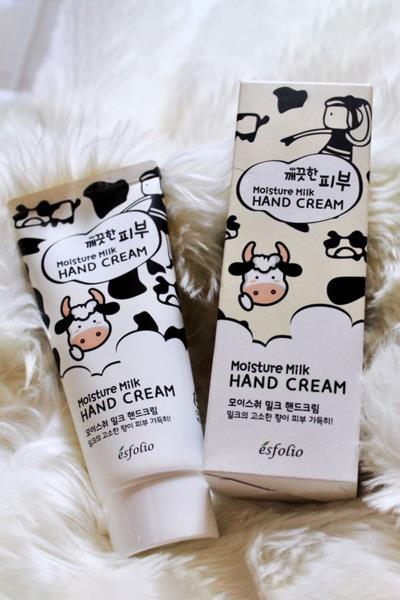 깨끗한 피부
Moisture Milk
HAND CREAM
Moisture Milk
HAND CREAM
모이스춰 밀크 핸드크림
밀크의 고소한 향이 피부 가득히!
esfolio
깨끗한 피부
Moisture Milk
HAND CREAM
Moisture Milk
HAND CREAM
모이스춰 밀크 핸드크림
밀크의 고소한 향이 피부 가득히!
esfolio